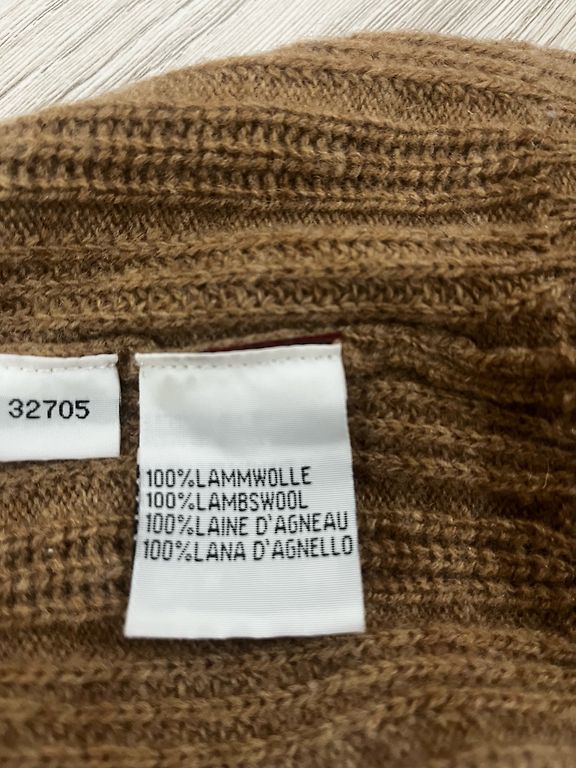 32705
100%LAMMWOLLE
100%LAMBSWOOL
100%LAINE D'AGNEAU
100%LANA D'AGNELLO